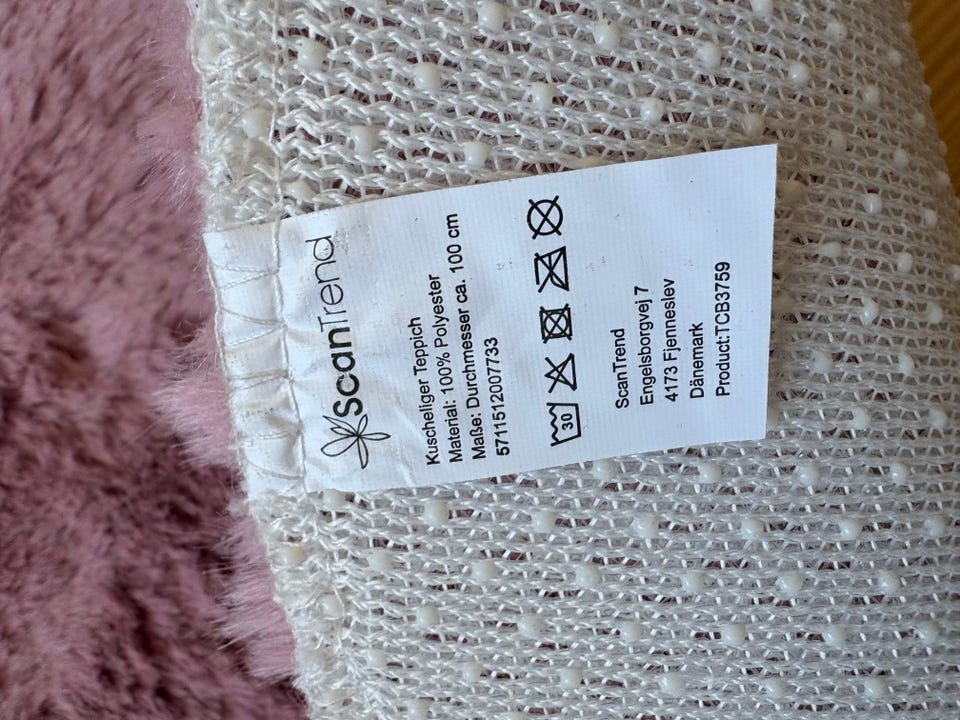 ScanTrend
Kuscheliger Teppich
Material: 100% Polyester
Maße: Durchmesser ca. 100 cm
5711512007733
30
ScanTrend
Engelsborgvej 7
4173 Fjenneslev
Dänemark
Product:TCB3759